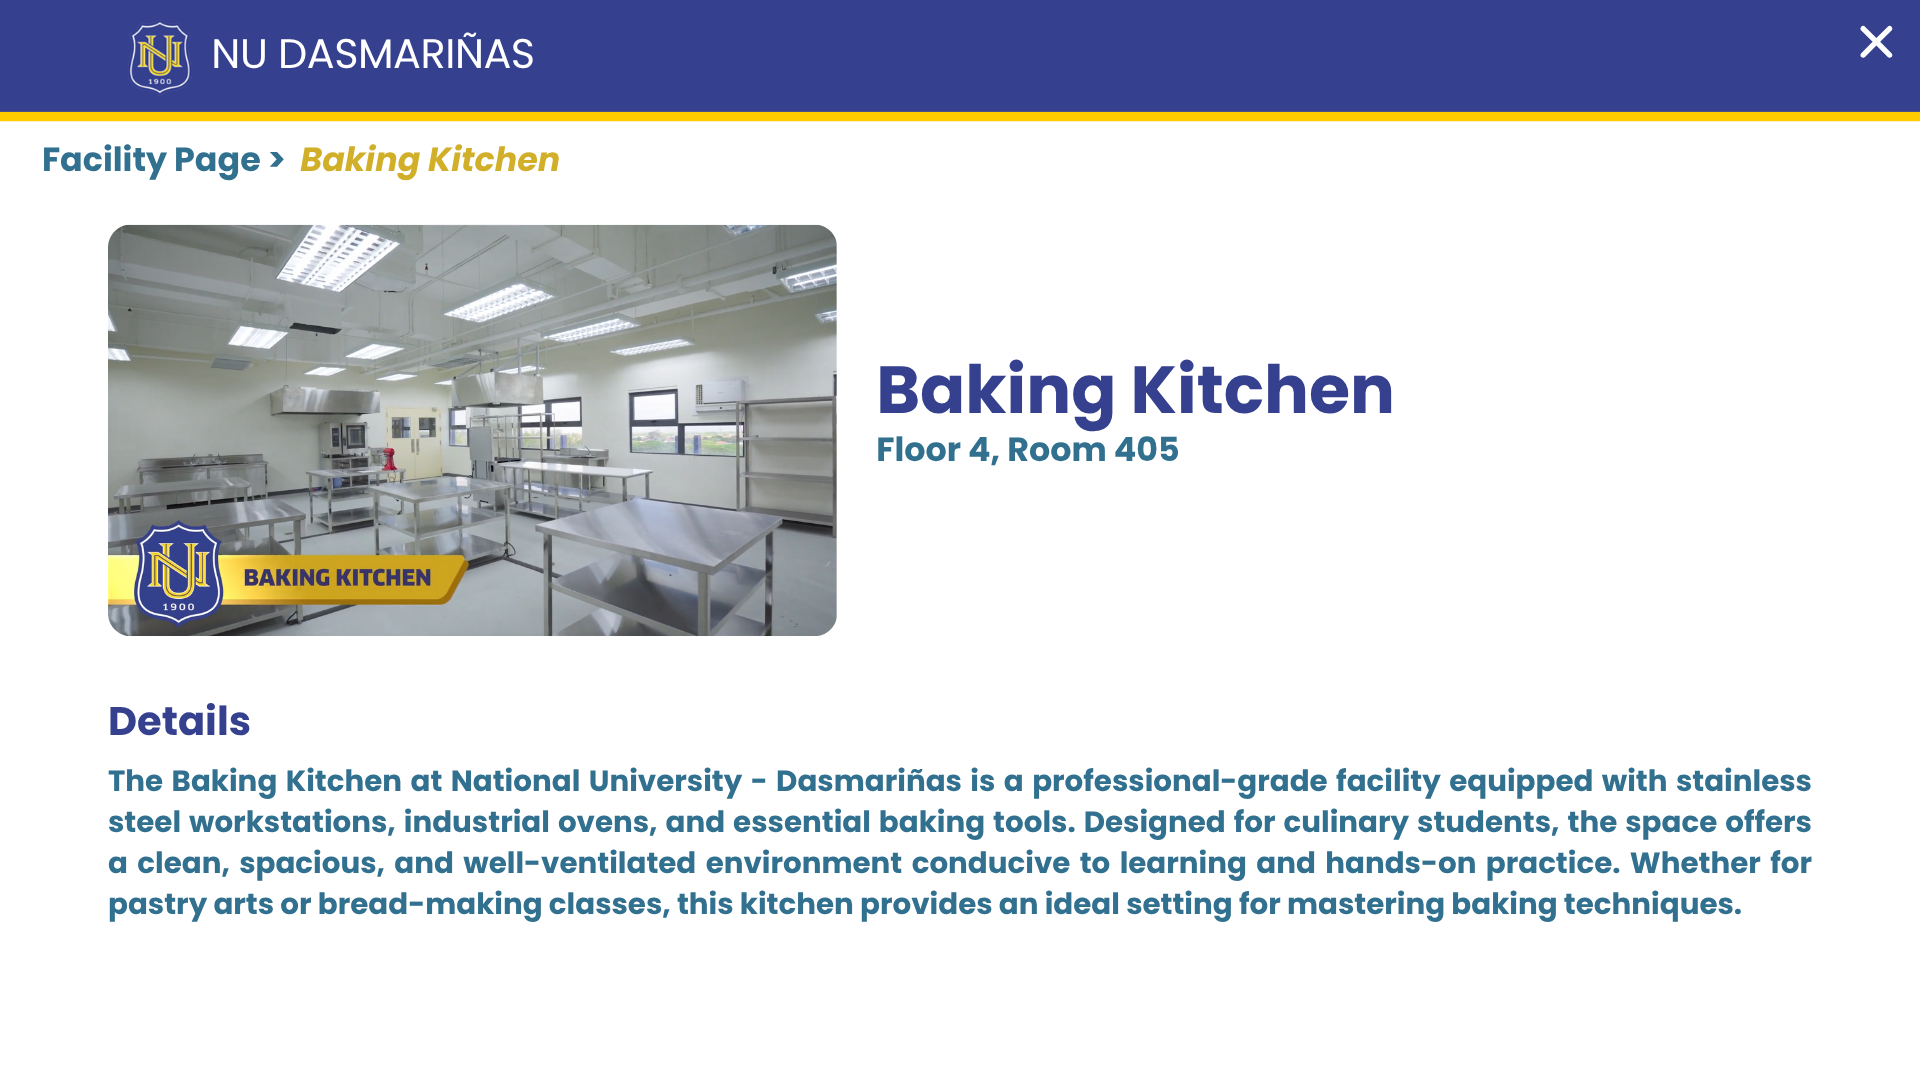 NU
1900
NU DASMARIÑAS
Facility Page > Baking Kitchen
NU
1900
BAKING KITCHEN
Baking Kitchen
Floor 4, Room 405
Details
The Baking Kitchen at National University - Dasmariñas is a professional-grade facility equipped with stainless
steel workstations, industrial ovens, and essential baking tools. Designed for culinary students, the space offers
a clean, spacious, and well-ventilated environment conducive to learning and hands-on practice. Whether for
pastry arts or bread-making classes, this kitchen provides an ideal setting for mastering baking techniques.